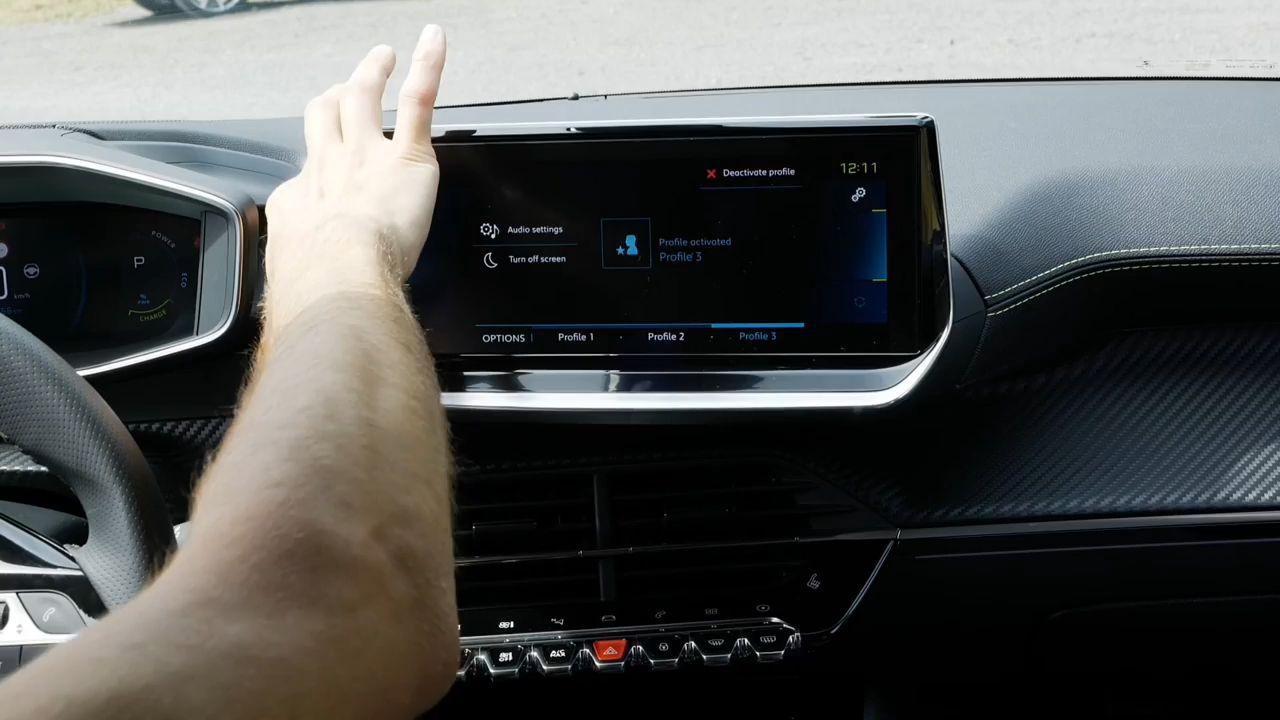 Deactivate profile
12:11
Audio settings
Turn off screen
Profile activated
Profile 3
OPTIONS
Profile 1
Profile 2
Profile 3
POWER
P
ECO
km/h
%
CHARGE